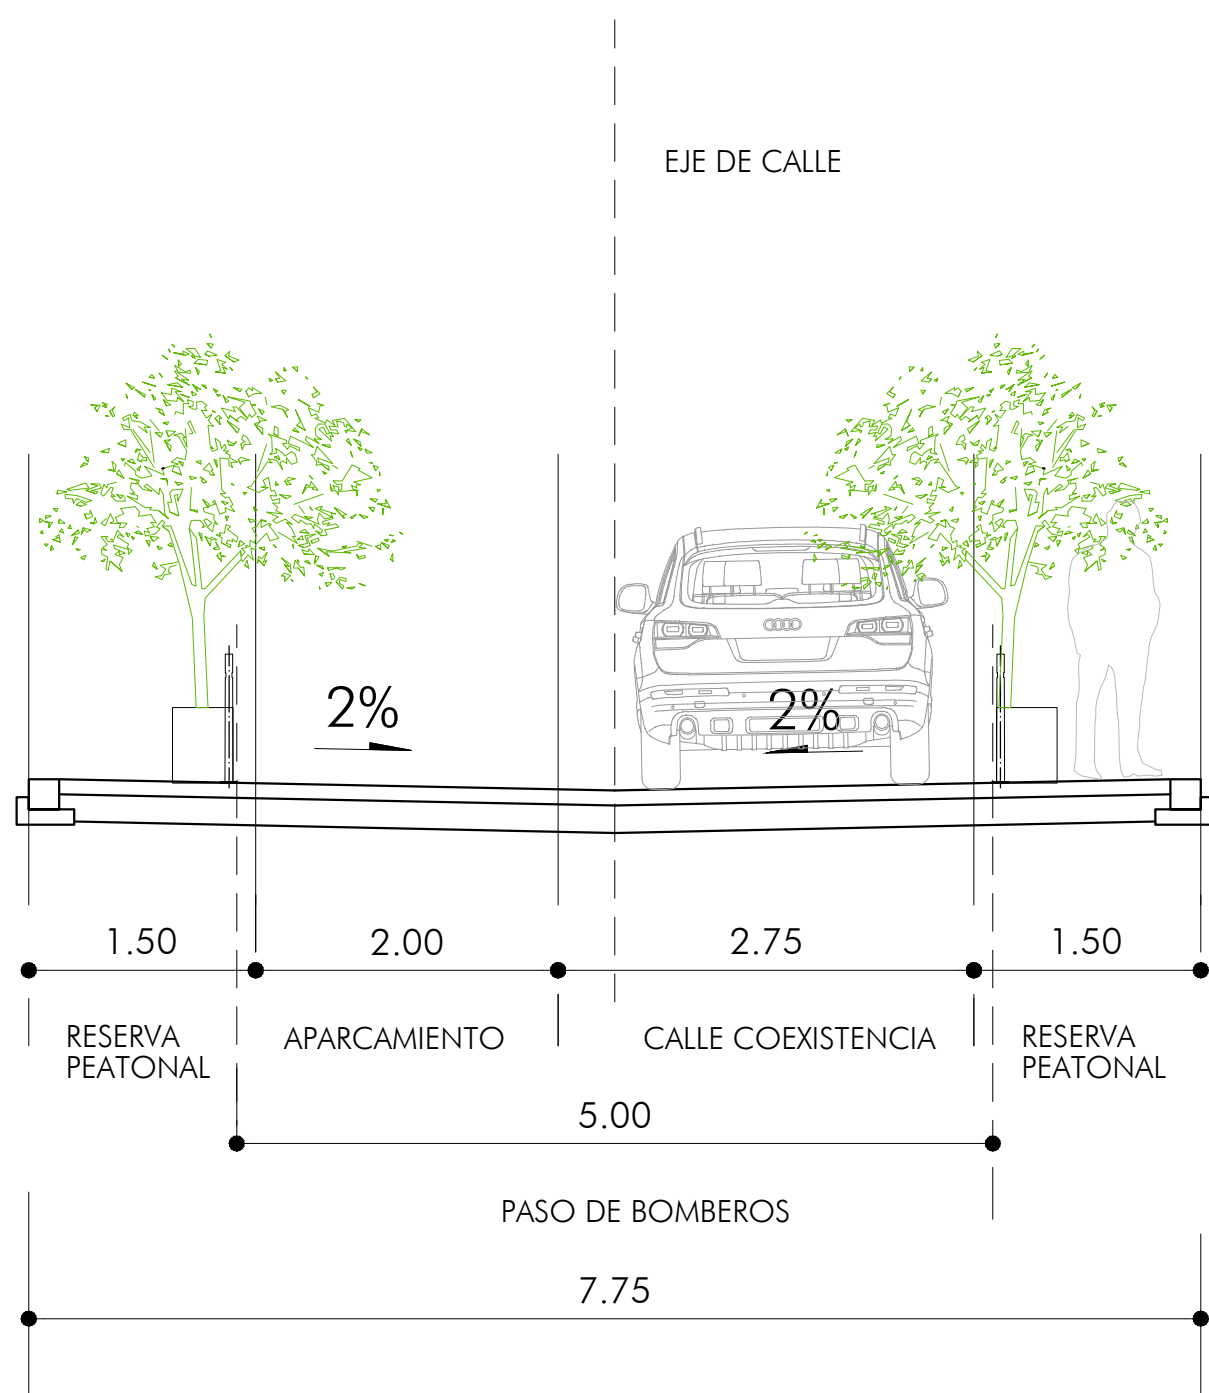 EJE DE CALLE
2%
2%
1.50
2.00
2.75
1.50
RESERVA
PEATONAL
APARCAMIENTO
CALLE COEXISTENCIA
RESERVA
PEATONAL
5.00
PASO DE BOMBEROS
7.75